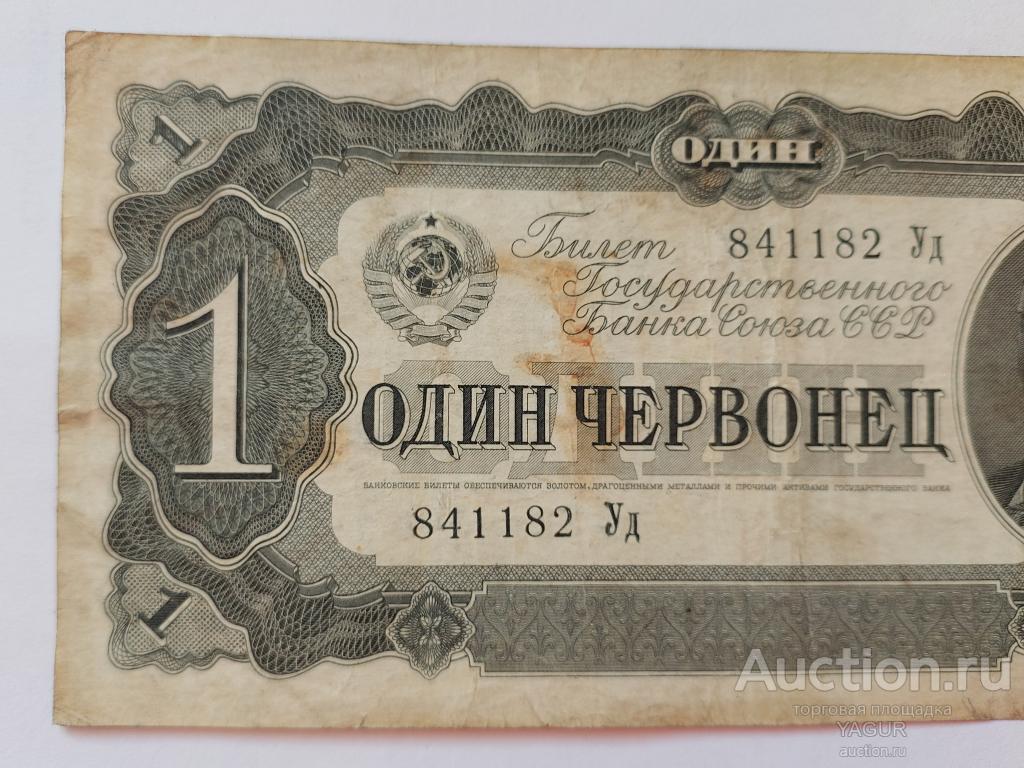 1
ОДИН
Билет 841182 Уд
Государственного
Банка Союза ССР
1
ОДИН
ОДИН ЧЕРВОНЕЦ
БАНКОВСКИЕ БИЛЕТЫ ОБЕСПЕЧИВАЮТСЯ ЗОЛОТОМ, ДРАГОЦЕННЫМИ МЕТАЛЛАМИ И ПРОЧИМИ АКТИВАМИ ГОСУДАРСТВЕННОГО БАНКА
841182 Уд
1
Auction.ru
торговая площадка
YAGUR
auction.ru